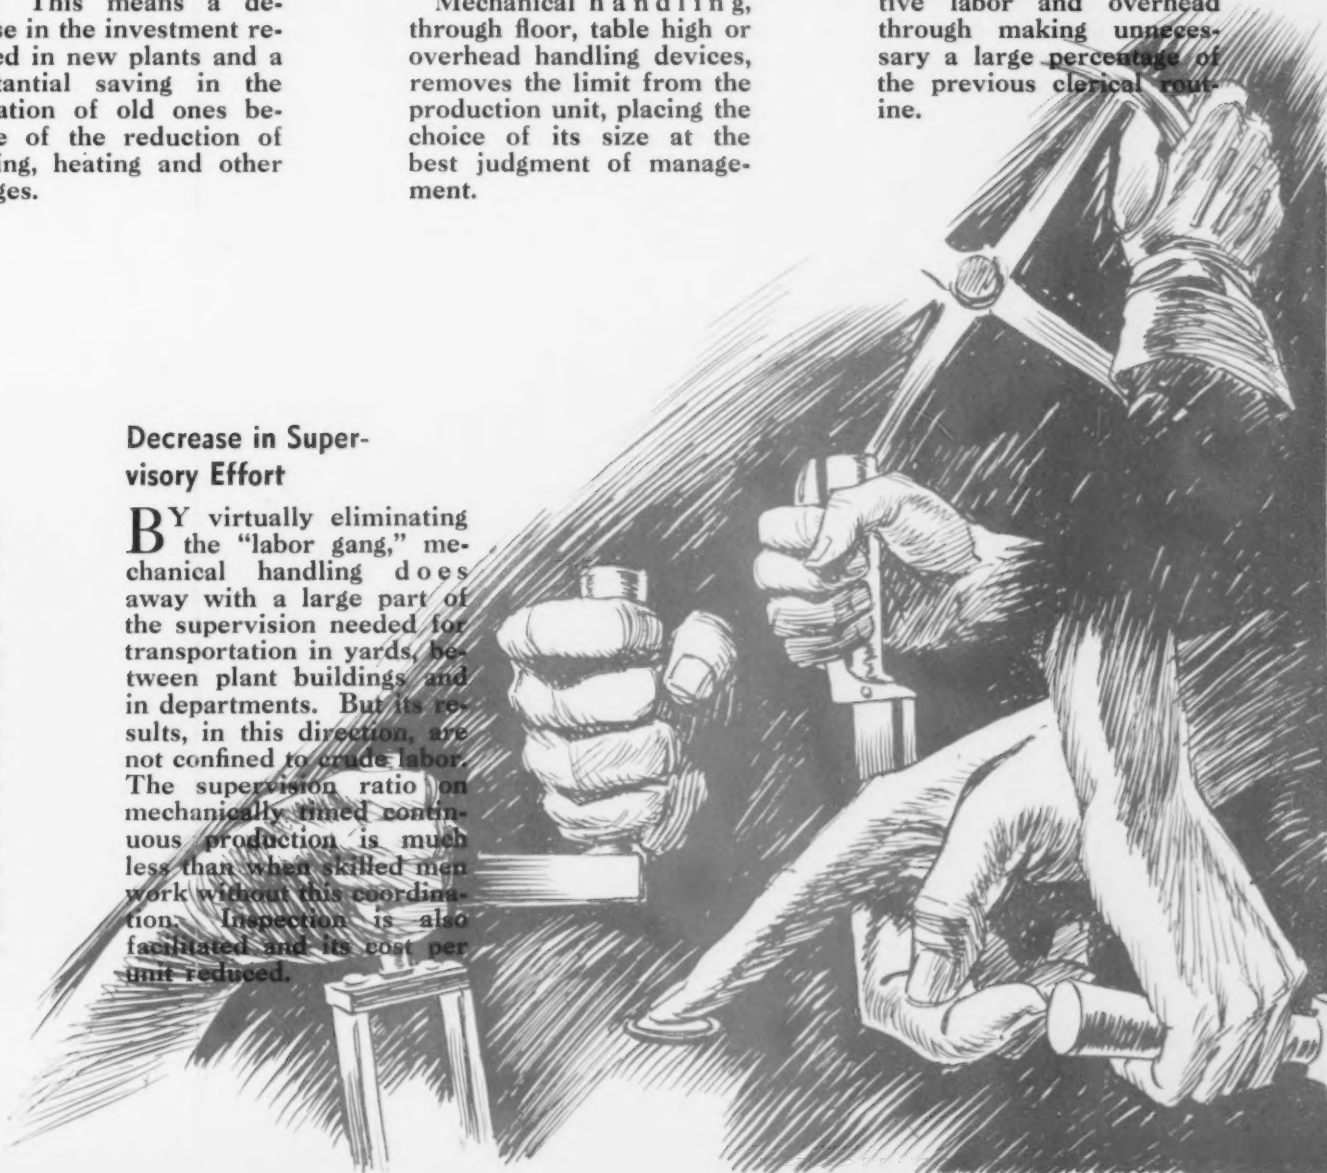 This means a de-
se in the investment re-
ed in new plants and a
tantial saving in the
ation of old ones be-
e of the reduction of
ing, heating and other
ges.
Mechanical handling,
through floor, table high or
overhead handling devices,
removes the limit from the
production unit, placing the
choice of its size at the
best judgment of manage-
ment.
tive labor and overhead
through making unneces-
sary a large percentage of
the previous clerical rout-
ine.
Decrease in Super-
visory Effort
BY virtually eliminating
the “labor gang,” me-
chanical handling does
away with a large part of
the supervision needed for
transportation in yards, be-
tween plant buildings and
in departments. But its re-
sults, in this direction, are
not confined to crude labor.
The supervision ratio on
mechanically timed contin-
uous production is much
less than when skilled men
work without this coordina-
tion. Inspection is also
facilitated and its cost per
unit reduced.